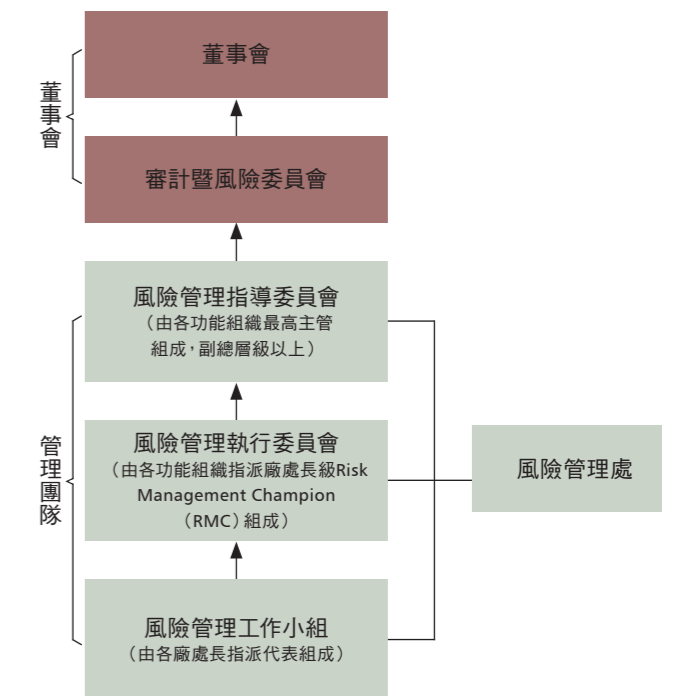 董事會
董事會
審計暨風險委員會
風險管理指導委員會
（由各功能組織最高主管
組成，副總層級以上）
管理團隊
風險管理執行委員會
（由各功能組織指派廠處長級Risk
Management Champion
（RMC）組成）
風險管理處
風險管理工作小組
（由各廠處長指派代表組成）